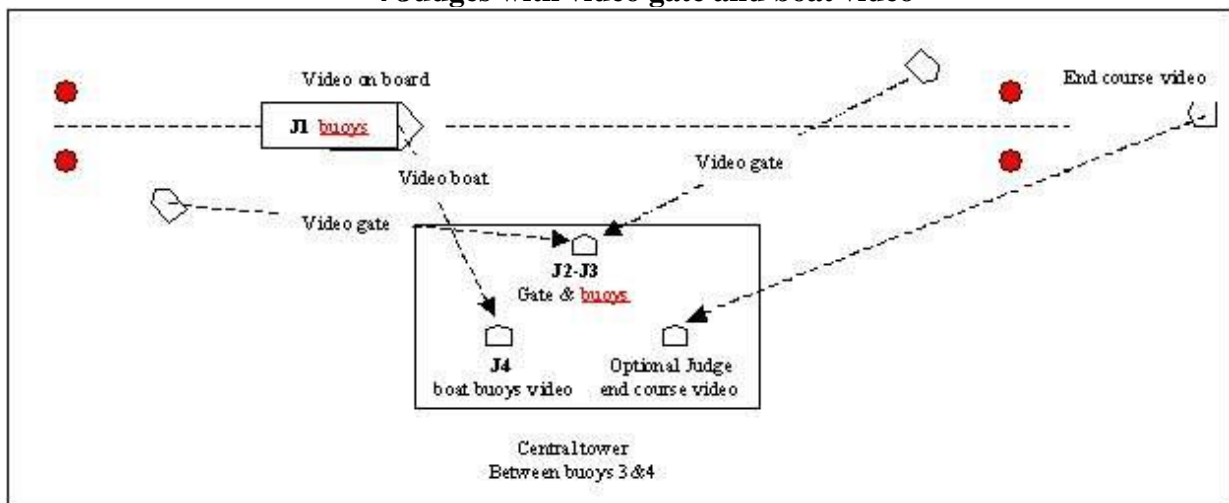 4 Judges with video gate and boat video
Video on board
End course video
J1 buoys
Video gate
Video boat
Video gate
J2-J3
Gate & buoys
J4
boat buoys video
Optional Judge
end course video
Central tower
Between buoys 3 &4